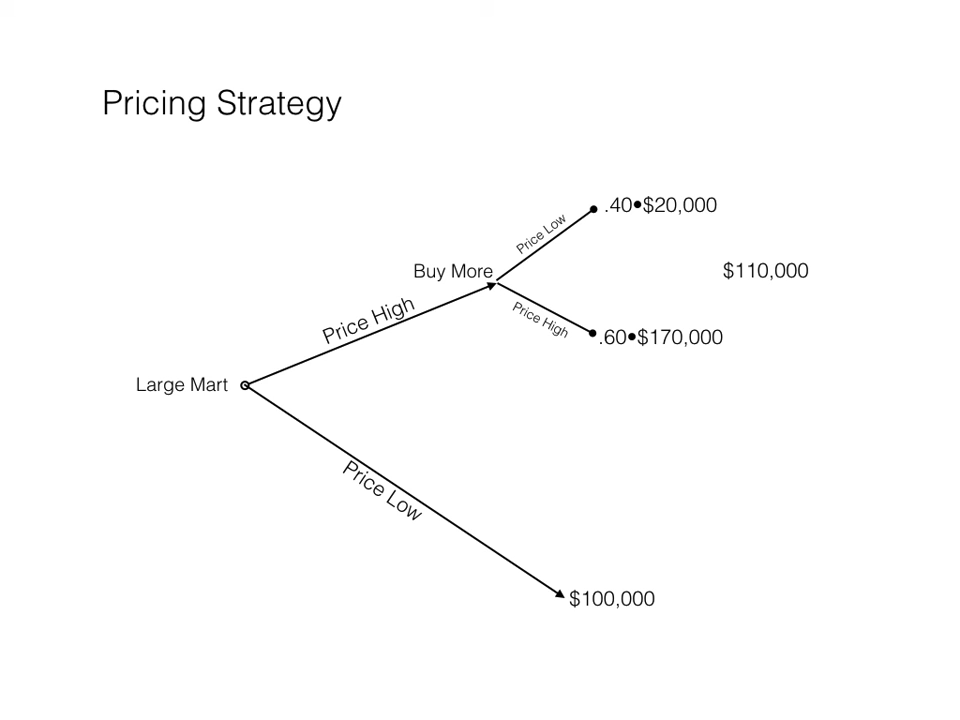 Pricing Strategy
.40•$20,000
Price Low
Buy More
$110,000
Price High
Price High
.60•$170,000
Large Mart
Price Low
$100,000